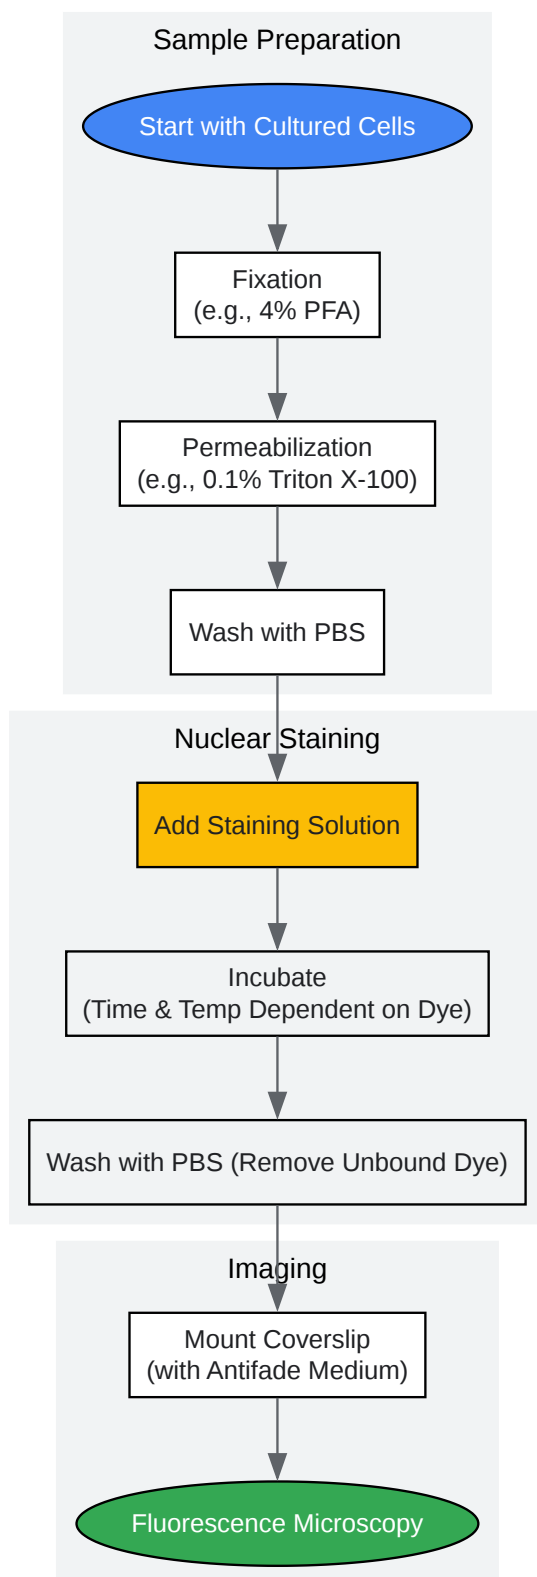 Sample Preparation
Start with Cultured Cells
Fixation
(e.g., 4% PFA)
Permeabilization
(e.g., 0.1% Triton X-100)
Wash with PBS
Nuclear Staining
Add Staining Solution
Incubate
(Time & Temp Dependent on Dye)
Wash with PBS (Remove Unbound Dye)
Imaging
Mount Coverslip
(with Antifade Medium)
Fluorescence Microscopy